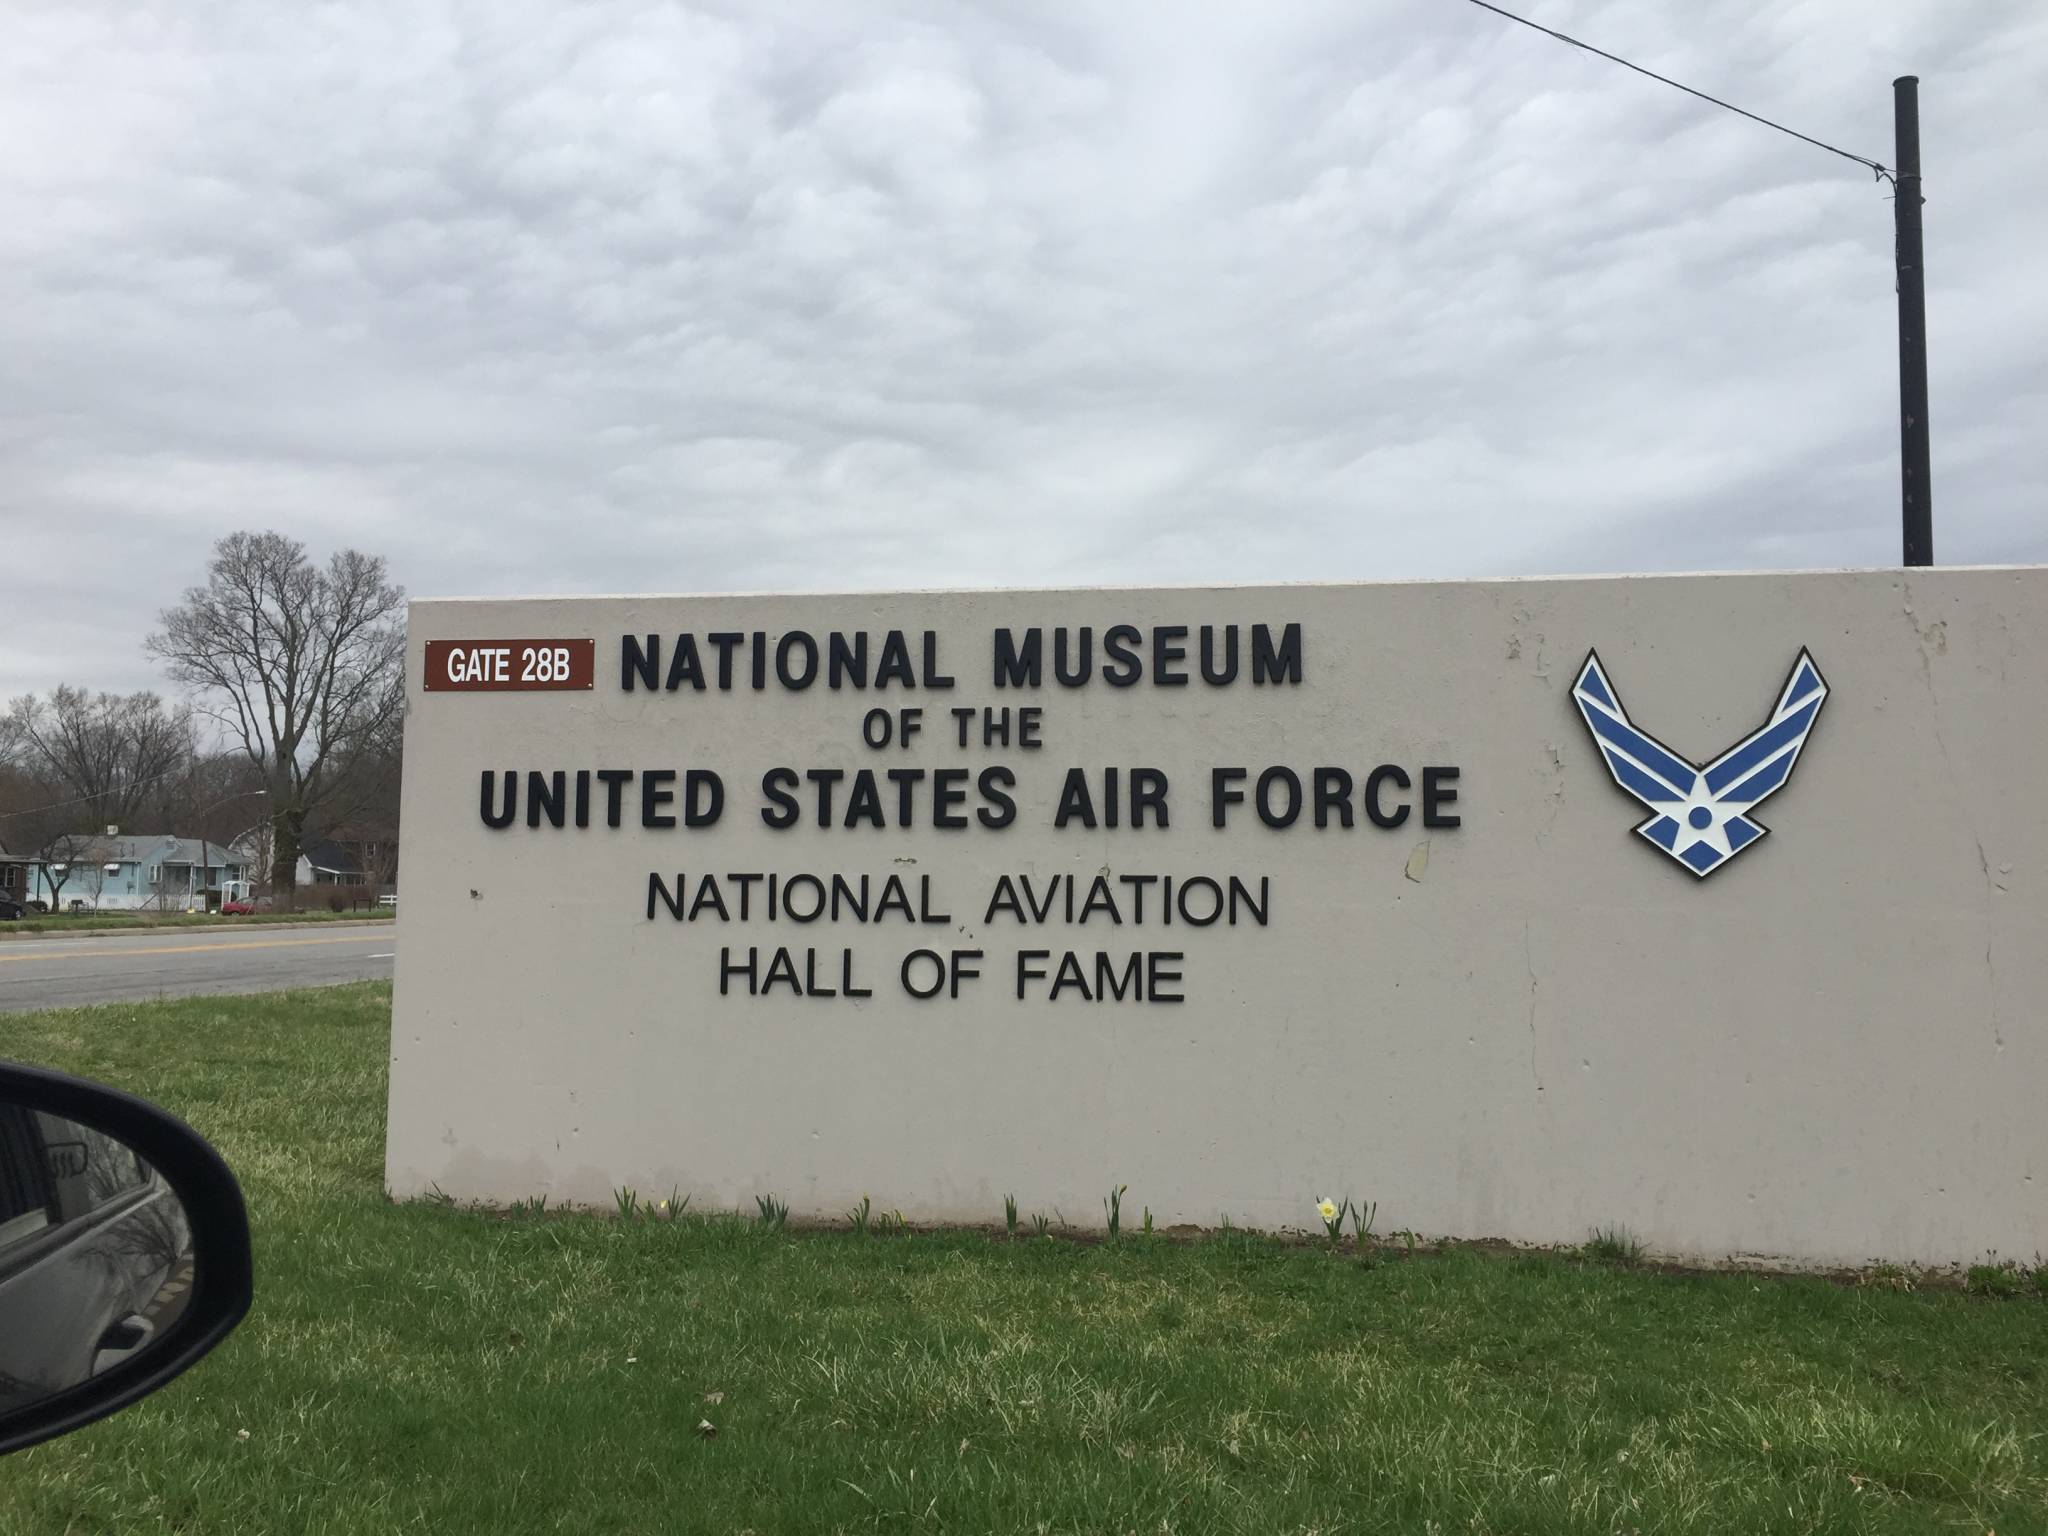 GATE 28B
NATIONAL MUSEUM
OF THE
UNITED STATES AIR FORCE
NATIONAL AVIATION
HALL OF FAME